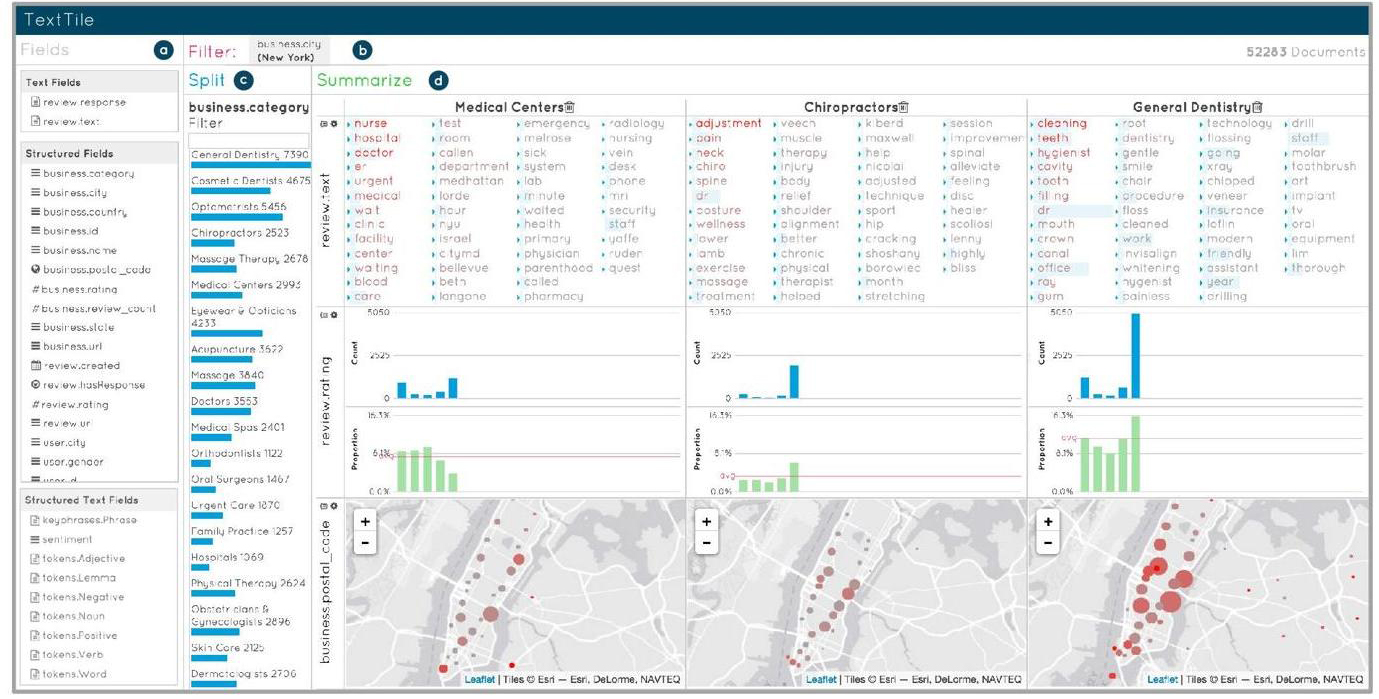 TextTile
Fields
a
Filter:
business.city
(New York)
b
52283 Documents
Text Fields
review.response
review.text
Structured Fields
business.category
business.city
business.country
business.id
business.name
business.postal_code
#business.rating
#business.review_count
business.state
business.url
review.created
review.hasResponse
#review.rating
review.ur
user.city
user.gender
Structured Text Fields
keyphrases.Phrase
sentiment
tokens.Adjective
tokens.Lemma
tokens.Negative
tokens.Noun
tokens.Positive
tokens.Verb
tokens.Word
Split c
business.category
Filter
General Dentistry 7390
Cosmetic Dentists 4675
Optometrists 5456
Chiropractors 2523
Massage Therapy 2678
Medical Centers 2993
Eyewear & Opticians
4233
Acupuncture 3622
Massage 3840
Doctors 3553
Medical Spas 2401
Orthodontists 1122
Oral Surgeons 1467
Urgent Care 1870
Family Practice 1257
Hospitals 1069
Physical Therapy 2624
Obstetricians &
Gynecologists 2896
Skin Care 2125
Dermatologists 2706
Summarize d
Medical Centers
Chiropractors
General Dentistry
review.text
nurse test emergency radiology
hospital room melrose nursing
doctor callen sick vein
er department system desk
urgent medhattan lab phone
medical lorde minute mri
wait hour waited security
clinic nyu health staff
facility israel primary yaffe
center citymd physician ruden
waiting bellevue parenthood quest
blood beth called
care langone pharmacy
adjustment veech kiberd session
pain muscle maxwell improvemen
neck therapy help spinal
chiro injury nicolai alleviate
spine body adjusted feeling
dr relief technique disc
posture shoulder sport healer
wellness alignment hip scoliosi
lower better cracking lenny
lamb chronic shoshany highly
exercise physical borowiec bliss
massage therapist month
treatment helped stretching
cleaning root technology drill
teeth dentistry flossing staff
hygienist gentle going molar
cavity smile xray toothbrush
tooth chair chipped art
filling procedure veneer implant
dr floss insurance tv
mouth cleaned loflin oral
crown work modern equipment
canal invisalign friendly lim
office whitening assistant thorough
ray hygenist year
gum painless drilling
review.rating
Count
5050
2525
0
5050
2525
0
Count
5050
2525
0
Proportion
16.3%
8.1%
avg
0.0%
Proportion
16.3%
8.1%
avg
0.0%
Proportion
6.3%
avg
8.1%
0.0%
business.postal_code
+
-
Leaflet | Tiles © Esri — Esri, DeLorme, NAVTEQ
+
-
Leaflet | Tiles © Esri — Esri, DeLorme, NAVTEQ
+
-
Leaflet | Tiles © Esri — Esri, DeLorme, NAVTEQ